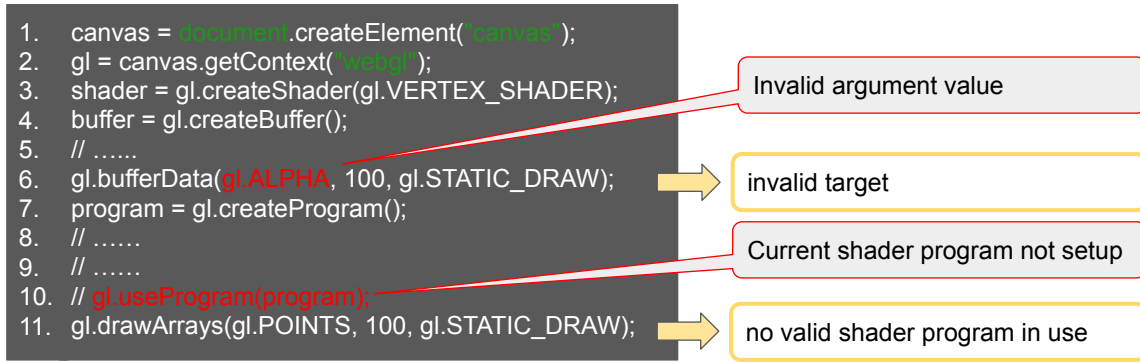 1. canvas = document.createElement("canvas");
2. gl = canvas.getContext("webgl");
3. shader = gl.createShader(gl.VERTEX_SHADER);
Invalid argument value
4. buffer = gl.createBuffer();
5. // …...
6. gl.bufferData(gl.ALPHA, 100, gl.STATIC_DRAW);
invalid target
7. program = gl.createProgram();
8. // ……
Current shader program not setup
9. // ……
10. // gl.useProgram(program);
11. gl.drawArrays(gl.POINTS, 100, gl.STATIC_DRAW);
no valid shader program in use